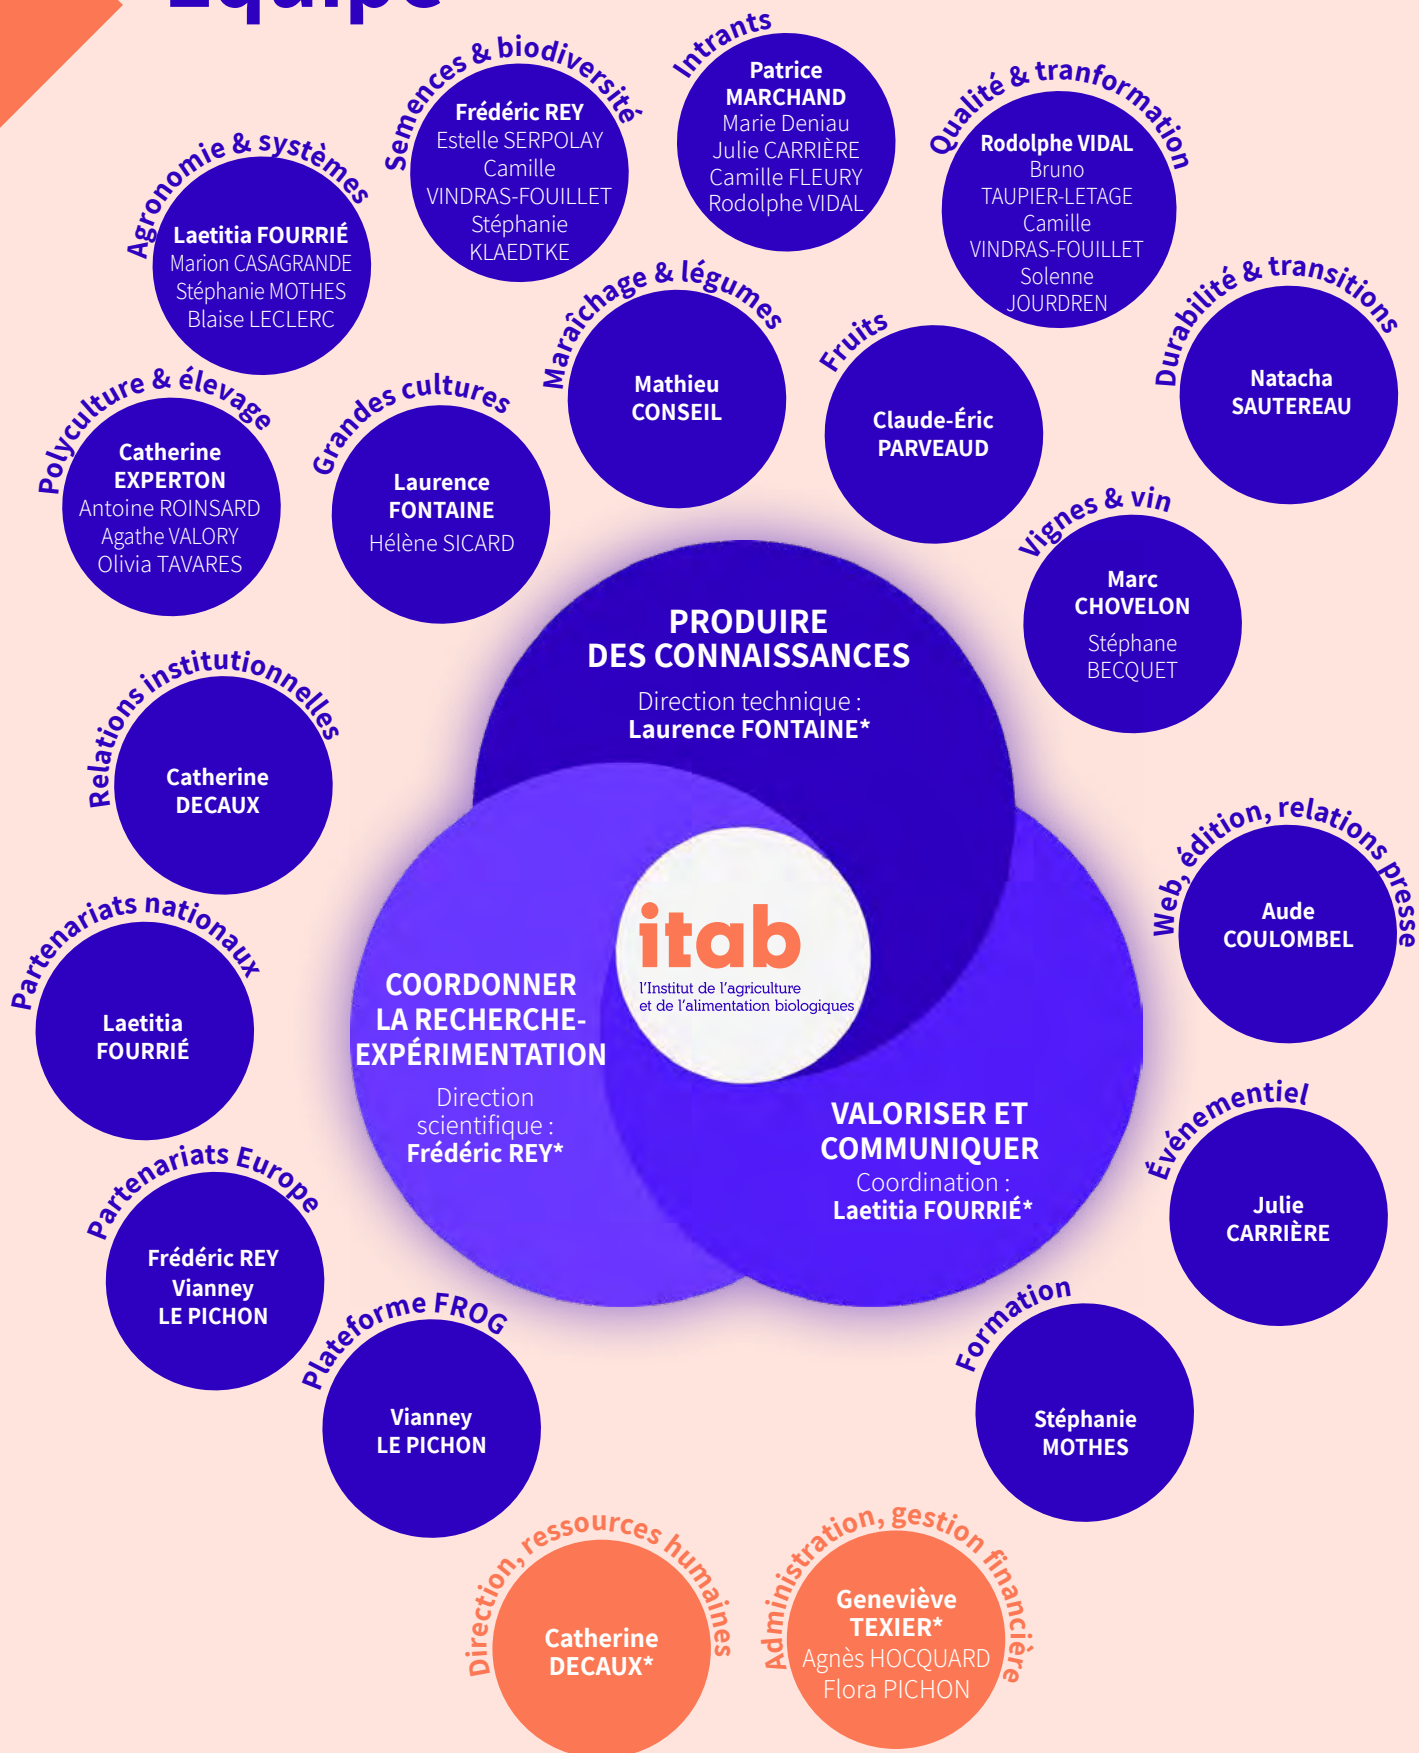 Équipe
Semences & biodiversité
Frédéric REY
Estelle SERPOLAY
Camille
VINDRAS-FOUILLET
Stéphanie
KLAEDTKE
Intrants
Patrice
MARCHAND
Marie Deniau
Julie CARRIÈRE
Camille FLEURY
Rodolphe VIDAL
Qualité & tranformation
Rodolphe VIDAL
Bruno
TAUPIER-LETAGE
Camille
VINDRAS-FOUILLET
Solenne
JOURDREN
Agronomie & systèmes
Laetitia FOURRIÉ
Marion CASAGRANDE
Stéphanie MOTHES
Blaise LECLERC
Maraîchage & légumes
Mathieu
CONSEIL
Fruits
Claude-Éric
PARVEAUD
Durabilité & transitions
Natacha
SAUTEREAU
Polyculture & élevage
Catherine
EXPERTON
Antoine ROINSARD
Agathe VALORY
Olivia TAVARES
Grandes cultures
Laurence
FONTAINE
Hélène SICARD
Vignes & vin
Marc
CHOVELON
Stéphane
BECQUET
PRODUIRE
DES CONNAISSANCES
Direction technique :
Laurence FONTAINE*
Relations institutionnelles
Catherine
DECAUX
Partenariats nationaux
Laetitia
FOURRIÉ
itab
l'Institut de l'agriculture
et de l'alimentation biologiques
COORDONNER
LA RECHERCHE-
EXPÉRIMENTATION
Direction
scientifique :
Frédéric REY*
VALORISER ET
COMMUNIQUER
Coordination :
Laetitia FOURRIÉ*
Web, édition, relations presse
Aude
COULOMBEL
Événementiel
Julie
CARRIÈRE
Partenariats Europe
Frédéric REY
Vianney
LE PICHON
Plateforme FROG
Vianney
LE PICHON
Formation
Stéphanie
MOTHES
Direction, ressources humaines
Catherine
DECAUX*
Administration, gestion financière
Geneviève
TEXIER*
Agnès HOCQUARD
Flora PICHON